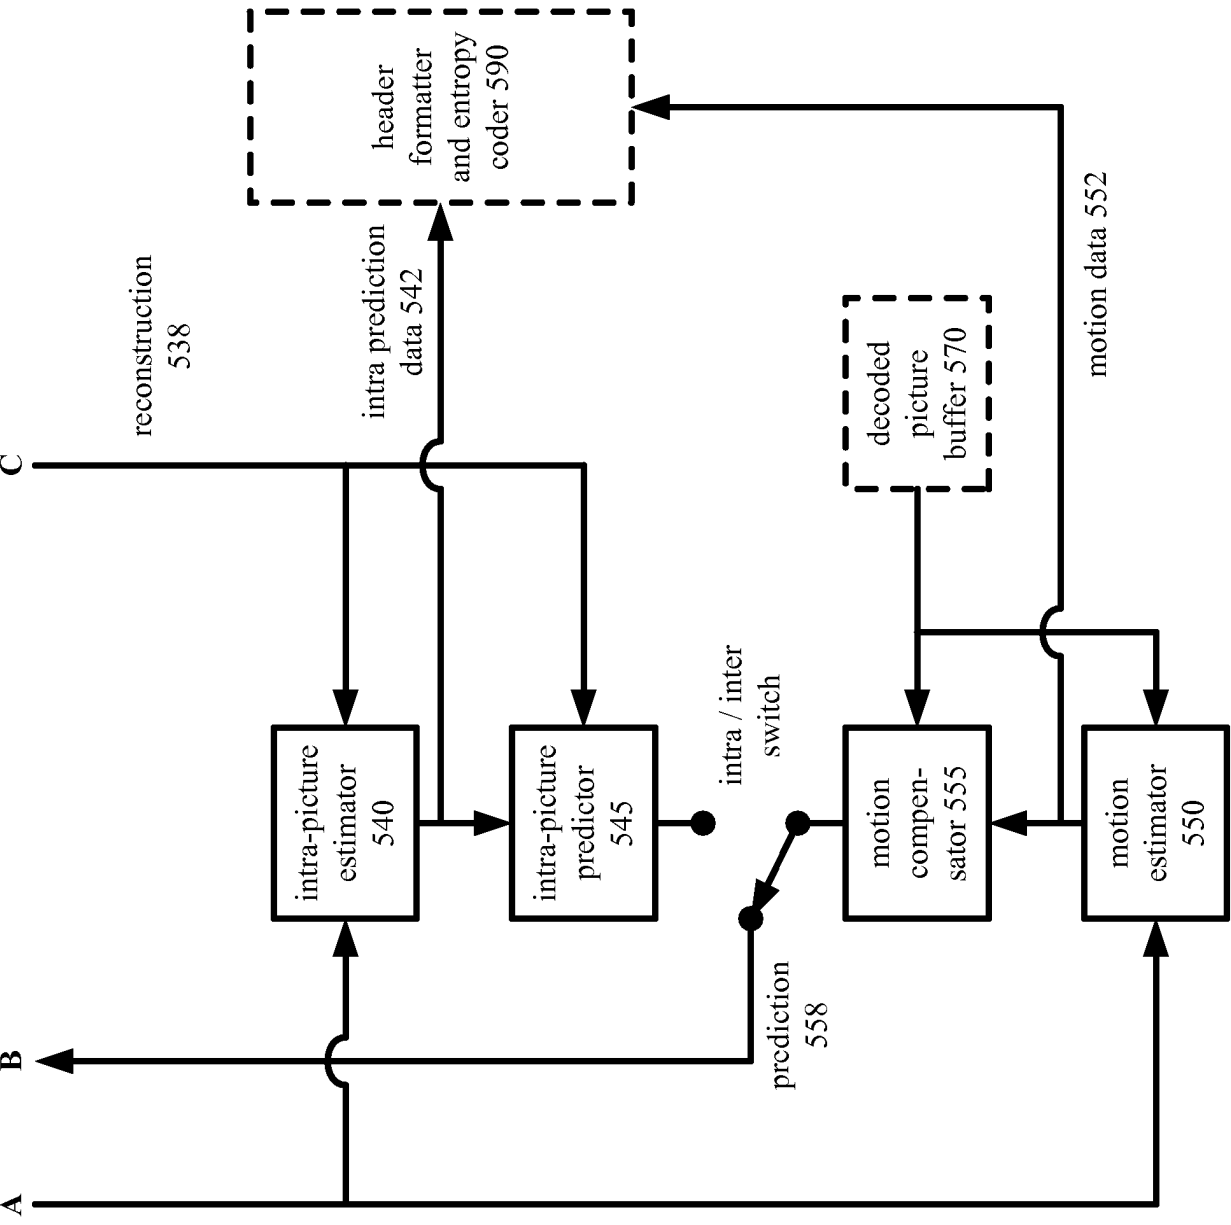 A
B
C
reconstruction
538
intra-picture
estimator
540
intra prediction
data 542
header
formatter
and entropy
coder 590
intra-picture
predictor
545
intra / inter
switch
prediction
558
motion
compen-
sator 555
decoded
picture
buffer 570
motion
estimator
550
motion data 552